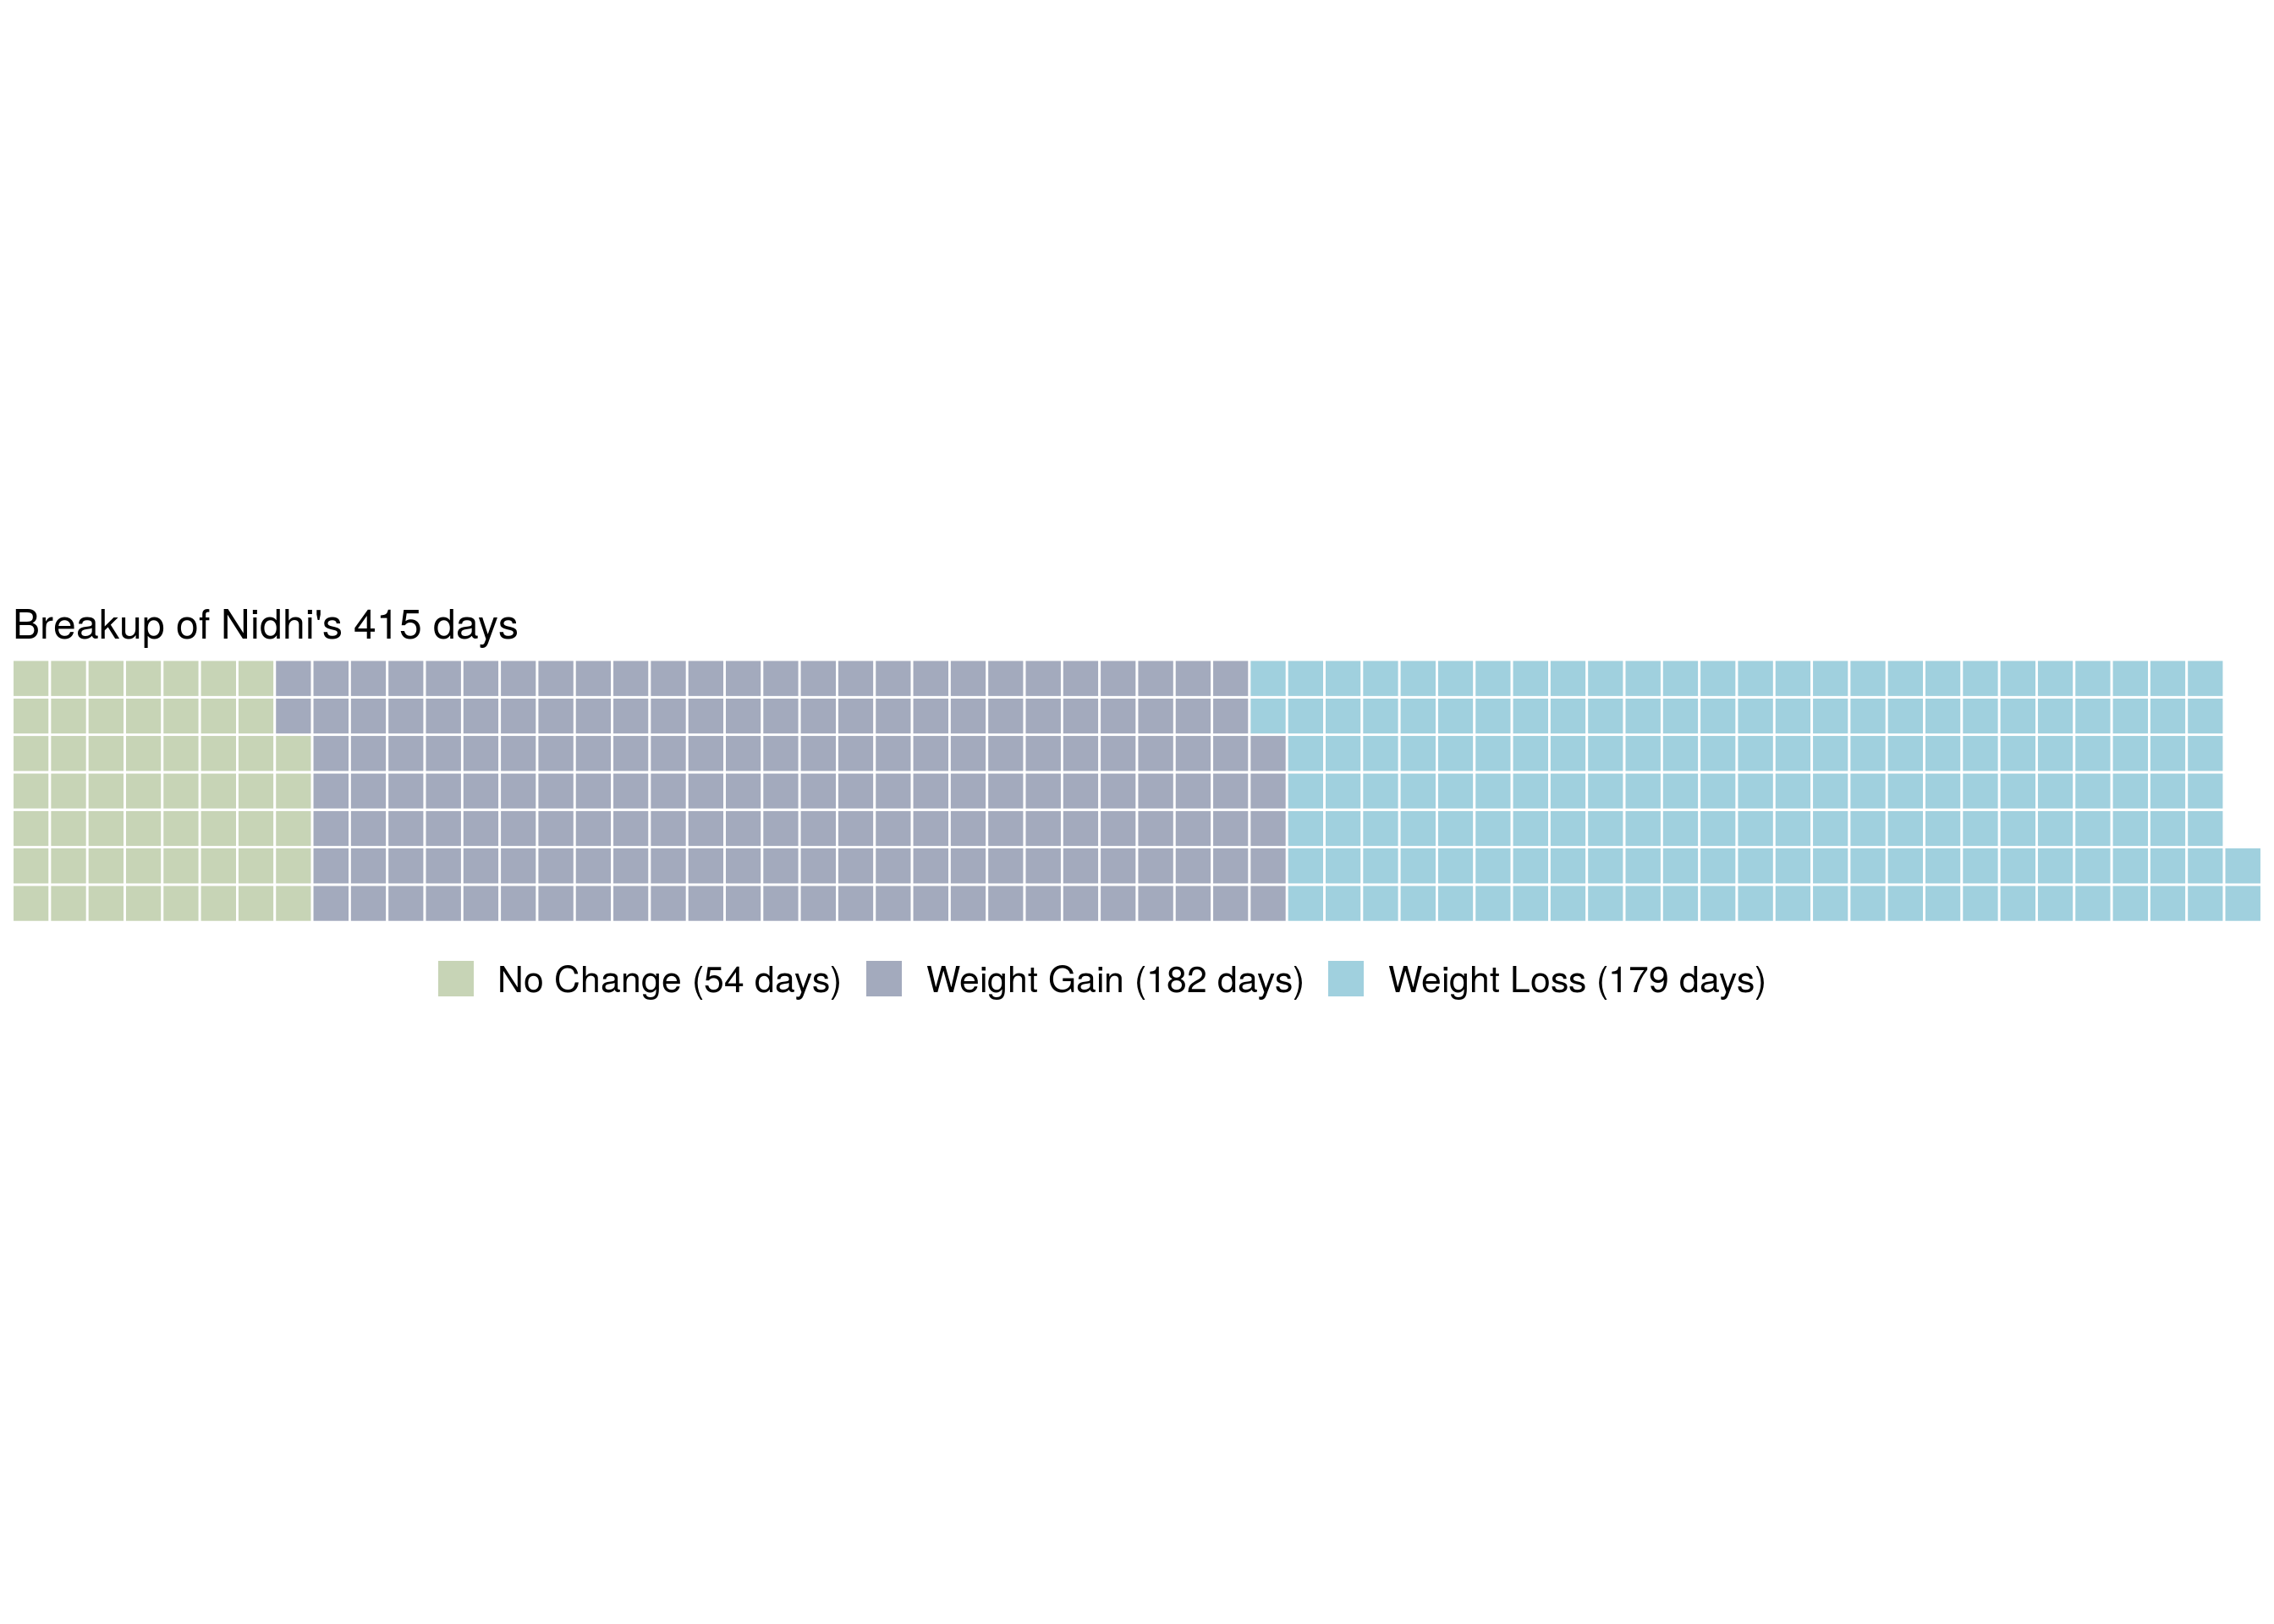 Breakup of Nidhi's 415 days
No Change (54 days) Weight Gain (182 days) Weight Loss (179 days)